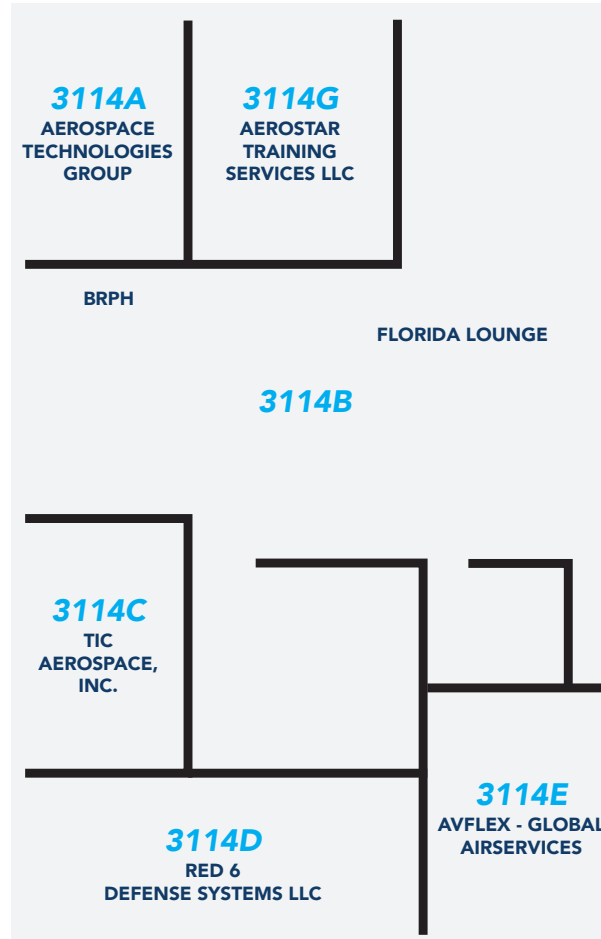 3114A
AEROSPACE
TECHNOLOGIES
GROUP
3114G
AEROSTAR
TRAINING
SERVICES LLC
BRPH
FLORIDA LOUNGE
3114B
3114C
TIC
AEROSPACE,
INC.
3114D
RED 6
DEFENSE SYSTEMS LLC
3114E
AVFLEX - GLOBAL
AIRSERVICES